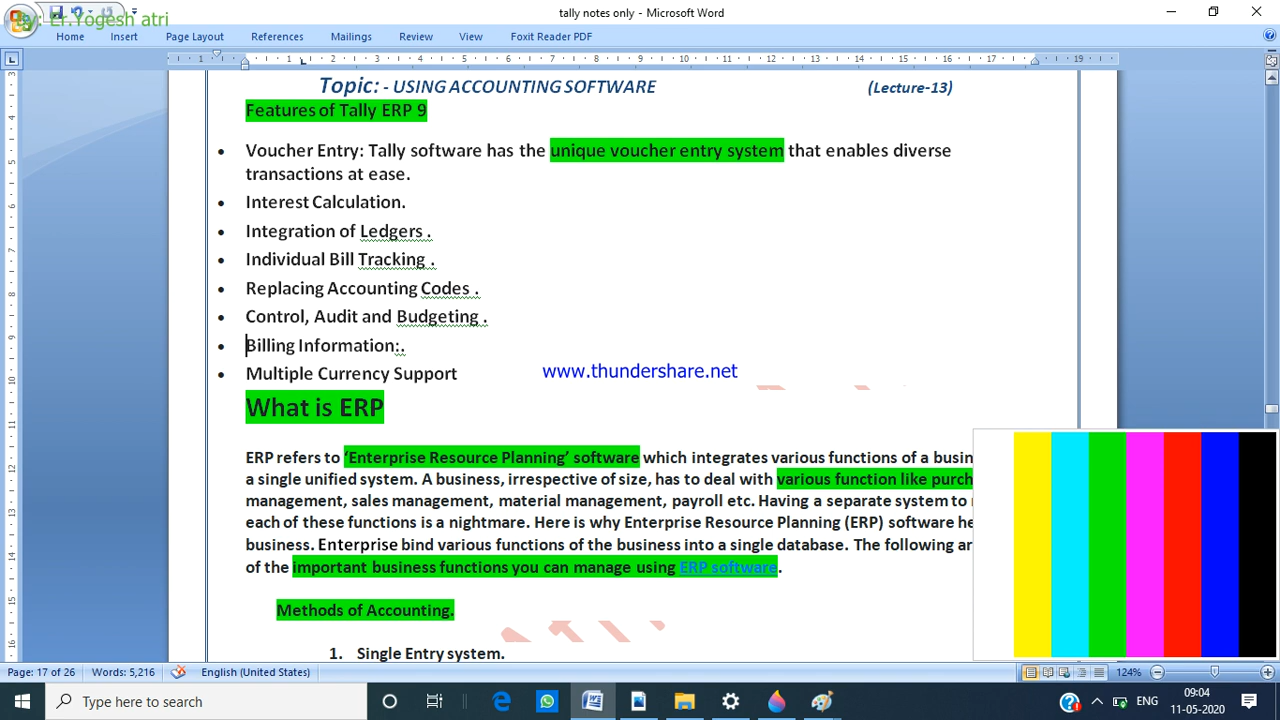 By: Er.Yogesh atri
tally notes only - Microsoft Word
Home Insert Page Layout References Mailings Review View Foxit Reader PDF
Topic: - USING ACCOUNTING SOFTWARE (Lecture-13)
Features of Tally ERP 9
• Voucher Entry: Tally software has the unique voucher entry system that enables diverse
transactions at ease.
• Interest Calculation.
• Integration of Ledgers .
• Individual Bill Tracking .
• Replacing Accounting Codes .
• Control, Audit and Budgeting .
• Billing Information:.
• Multiple Currency Support
www.thundershare.net
What is ERP
ERP refers to ‘Enterprise Resource Planning’ software which integrates various functions of a busin
a single unified system. A business, irrespective of size, has to deal with various function like purch
management, sales management, material management, payroll etc. Having a separate system to
each of these functions is a nightmare. Here is why Enterprise Resource Planning (ERP) software he
business. Enterprise bind various functions of the business into a single database. The following ar
of the important business functions you can manage using ERP software.
Methods of Accounting.
1. Single Entry system.
Page: 17 of 26 Words: 5,216 English (United States) 124%
Type here to search
ENG
09:04
11-05-2020